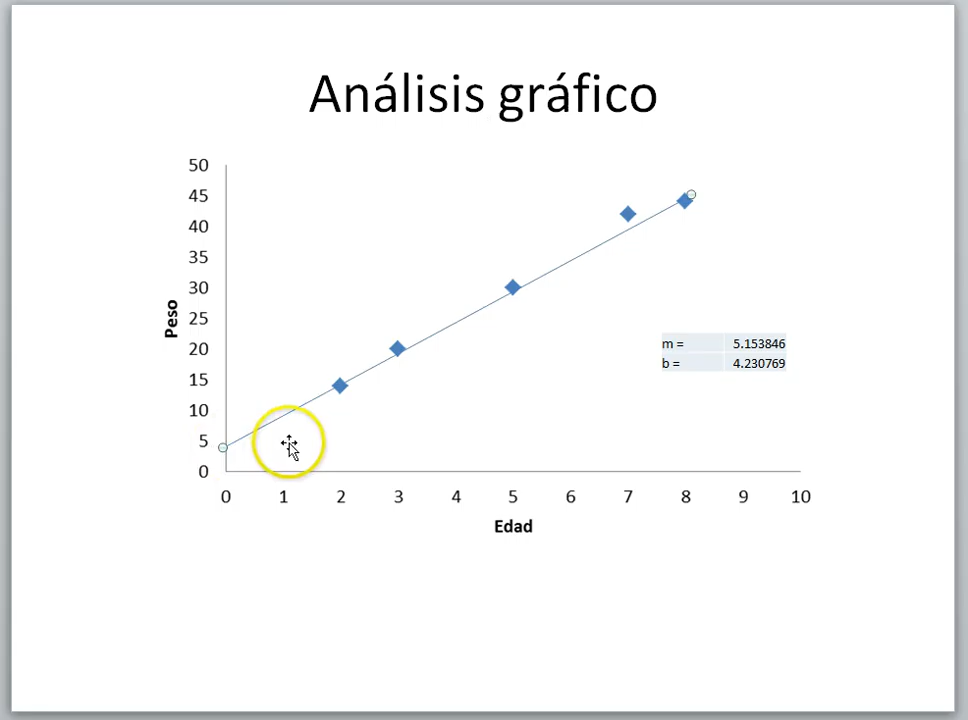 Análisis gráfico
50
45
40
35
30
25
20
15
10
5
0
Peso
m = 5.153846
b = 4.230769
0 1 2 3 4 5 6 7 8 9 10
Edad